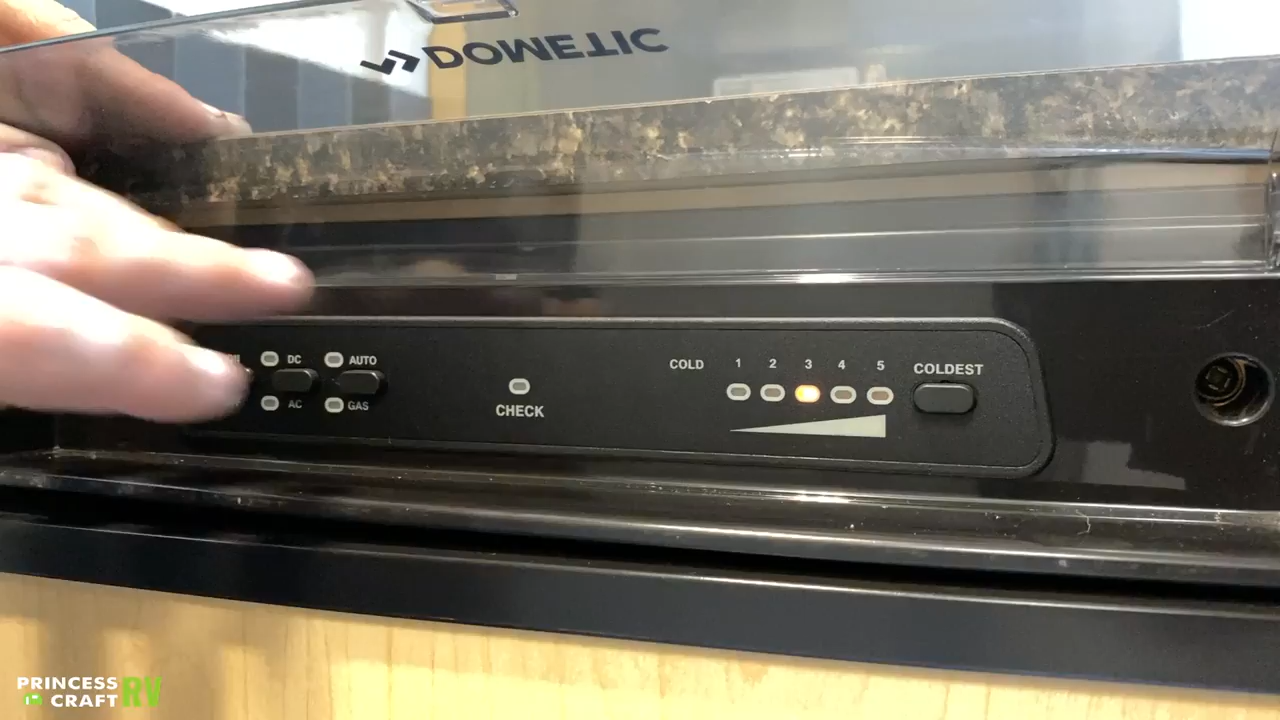 DOMETIC
DC AUTO
AC GAS
CHECK
COLD 1 2 3 4 5 COLDEST
PRINCESS
CRAFT RV